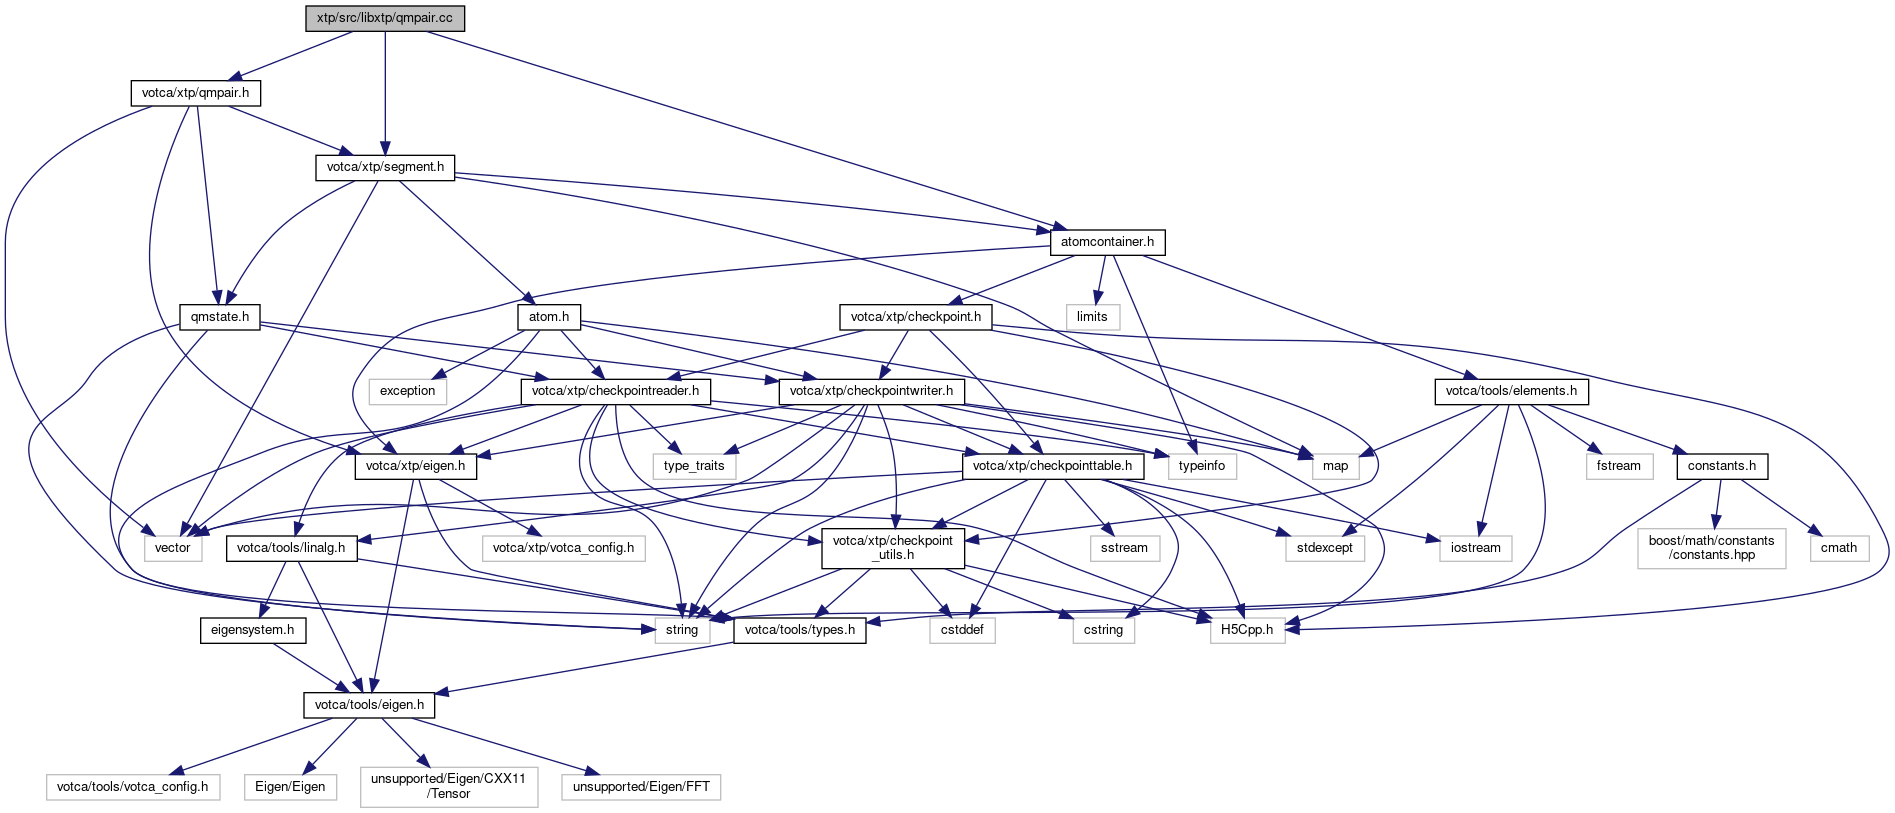 xtp/src/libxtp/qmpair.cc
votca/xtp/qmpair.h
votca/xtp/segment.h
atomcontainer.h
qmstate.h
atom.h
votca/xtp/checkpoint.h
limits
exception
votca/xtp/checkpointreader.h
votca/xtp/checkpointwriter.h
votca/tools/elements.h
votca/xtp/eigen.h
type_traits
votca/xtp/checkpointtable.h
typeinfo
map
fstream
constants.h
vector
votca/tools/linalg.h
votca/xtp/votca_config.h
votca/xtp/checkpoint
_utils.h
sstream
stdexcept
iostream
boost/math/constants
/constants.hpp
cmath
eigensystem.h
string
votca/tools/types.h
cstddef
cstring
H5Cpp.h
votca/tools/eigen.h
votca/tools/votca_config.h
Eigen/Eigen
unsupported/Eigen/CXX11
/Tensor
unsupported/Eigen/FFT